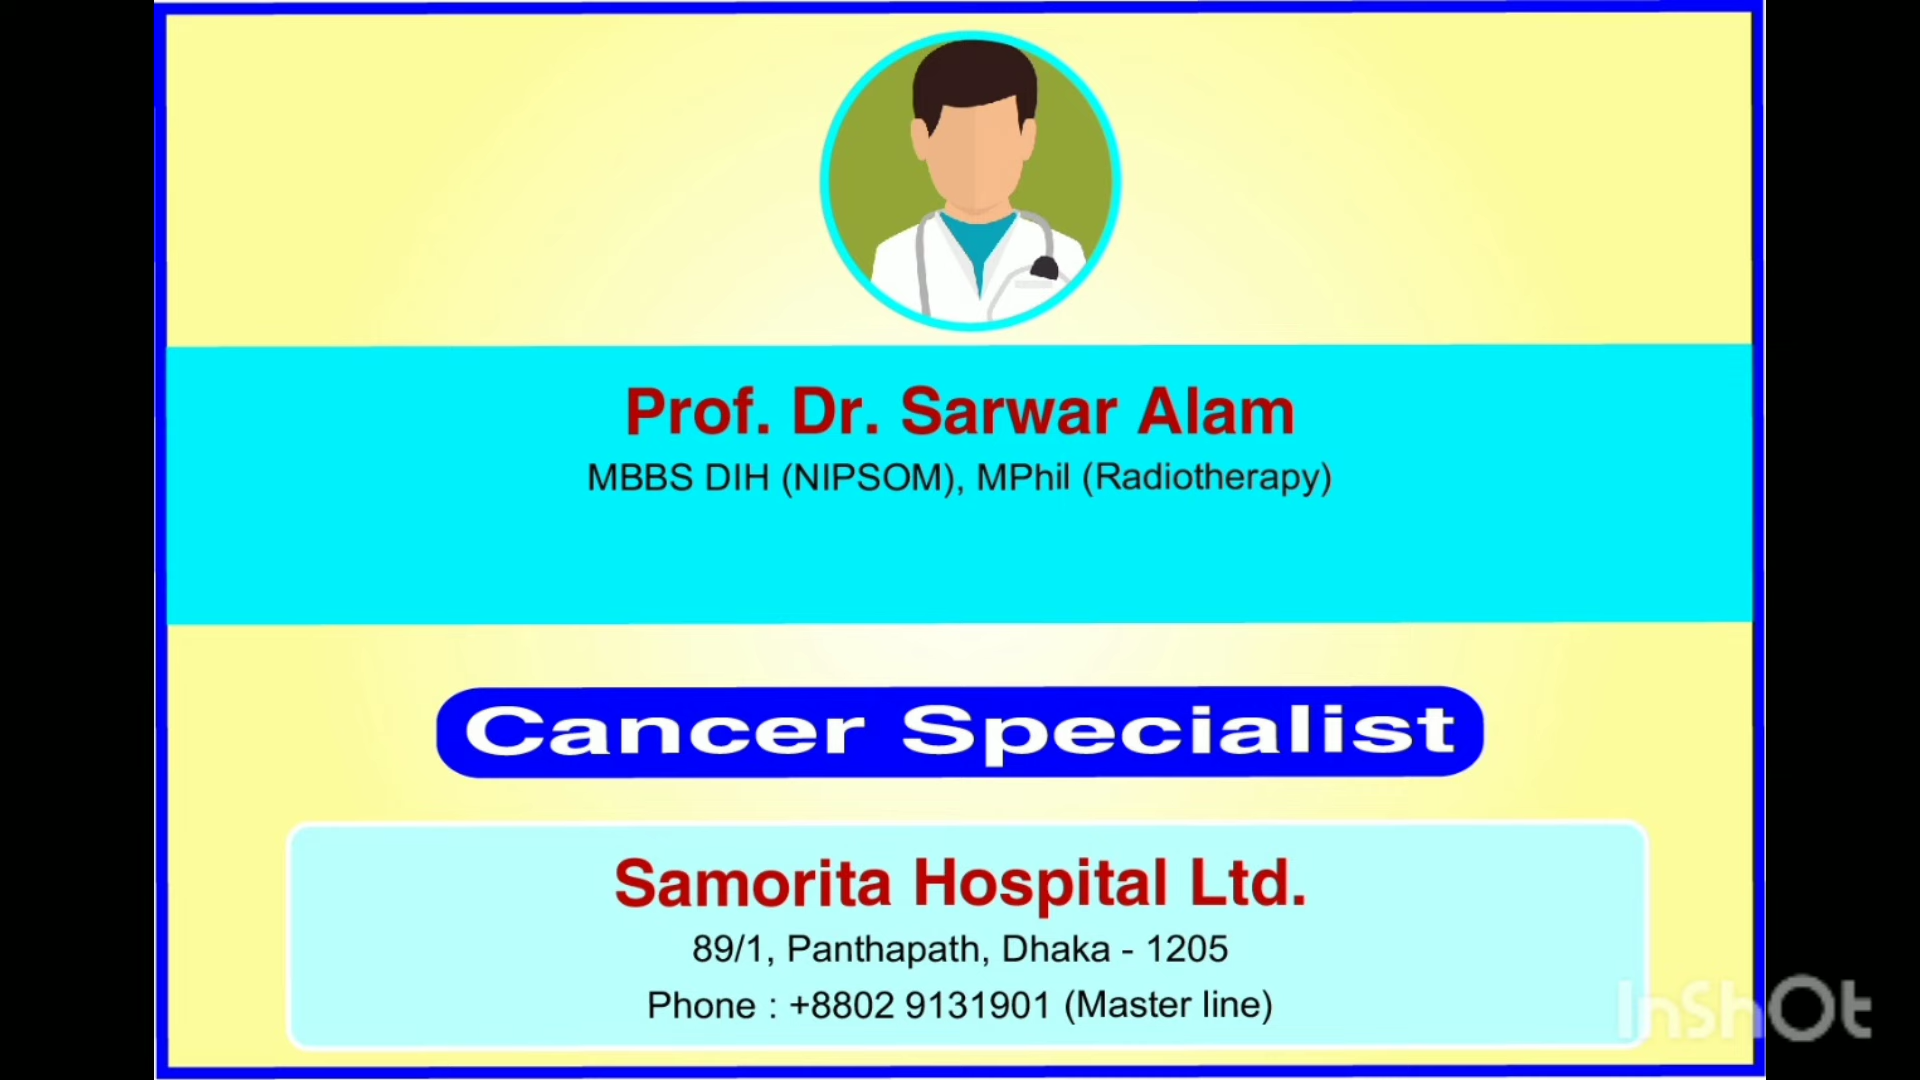 Prof. Dr. Sarwar Alam
MBBS DIH (NIPSOM), MPhil (Radiotherapy)
Cancer Specialist
Samorita Hospital Ltd.
89/1, Panthapath, Dhaka - 1205
Phone : +8802 9131901 (Master line)
InShOt